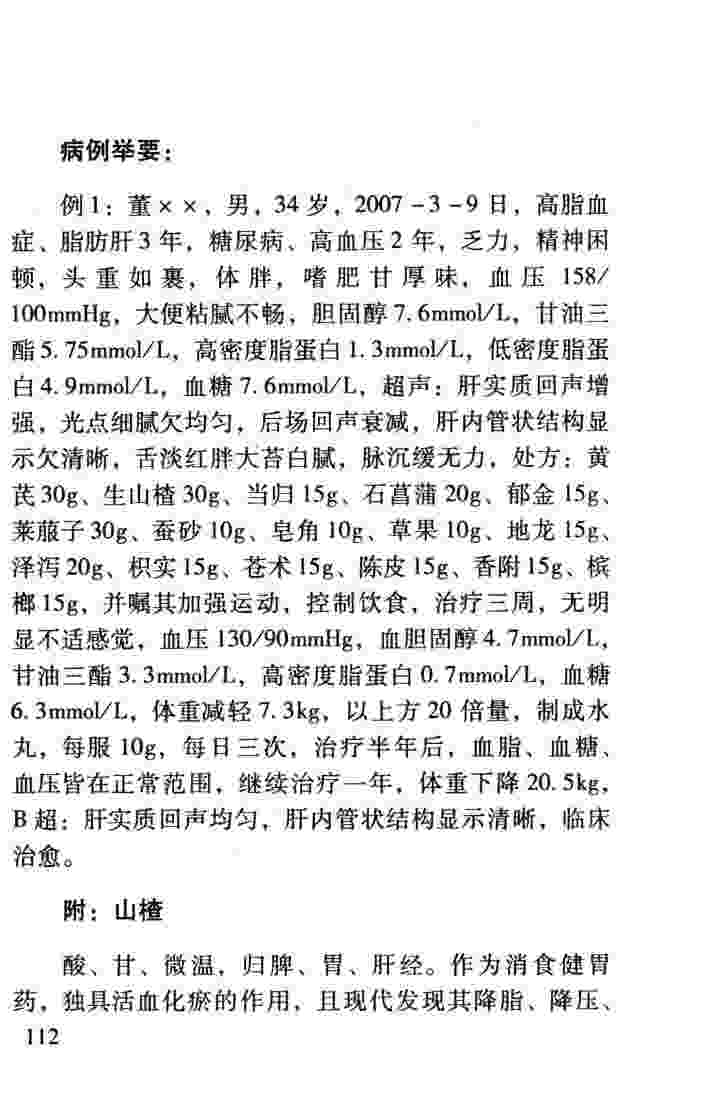 病例举要：
例1：董××，男，34岁，2007-3-9日，高脂血
症、脂肪肝3年，糖尿病、高血压2年，乏力，精神困
顿，头重如裹，体胖，嗜肥甘厚味，血压158/
100mmHg，大便粘腻不畅，胆固醇7.6mmol/L，甘油三
酯5.75mmol/L，高密度脂蛋白1.3mmol/L，低密度脂蛋
白4.9mmol/L，血糖7.6mmol/L，超声：肝实质回声增
强，光点细腻欠均匀，后场回声衰减，肝内管状结构显
示欠清晰，舌淡红胖大苔白腻，脉沉缓无力，处方：黄
芪30g、生山楂30g、当归15g、石菖蒲20g、郁金15g、
莱菔子30g、蚕砂10g、皂角10g、草果10g、地龙15g、
泽泻20g、枳实15g、苍术15g、陈皮15g、香附15g、槟
榔15g，并嘱其加强运动，控制饮食，治疗三周，无明
显不适感觉，血压130/90mmHg，血胆固醇4.7mmol/L，
甘油三酯3.3mmol/L，高密度脂蛋白0.7mmol/L，血糖
6.3mmol/L，体重减轻7.3kg，以上方20倍量，制成水
丸，每服10g，每日三次，治疗半年后，血脂、血糖、
血压皆在正常范围，继续治疗一年，体重下降20.5kg，
B超：肝实质回声均匀，肝内管状结构显示清晰，临床
治愈。
附：山楂
酸、甘、微温，归脾、胃、肝经。作为消食健胃
药，独具活血化瘀的作用，且现代发现其降脂、降压、
112